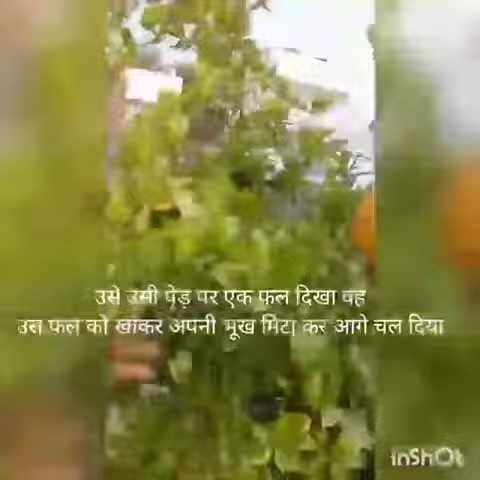 उसे उसी पेड़ पर एक फल दिखा वह
उस फल को खाकर अपनी भूख मिटा कर आगे चल दिया
InShOt